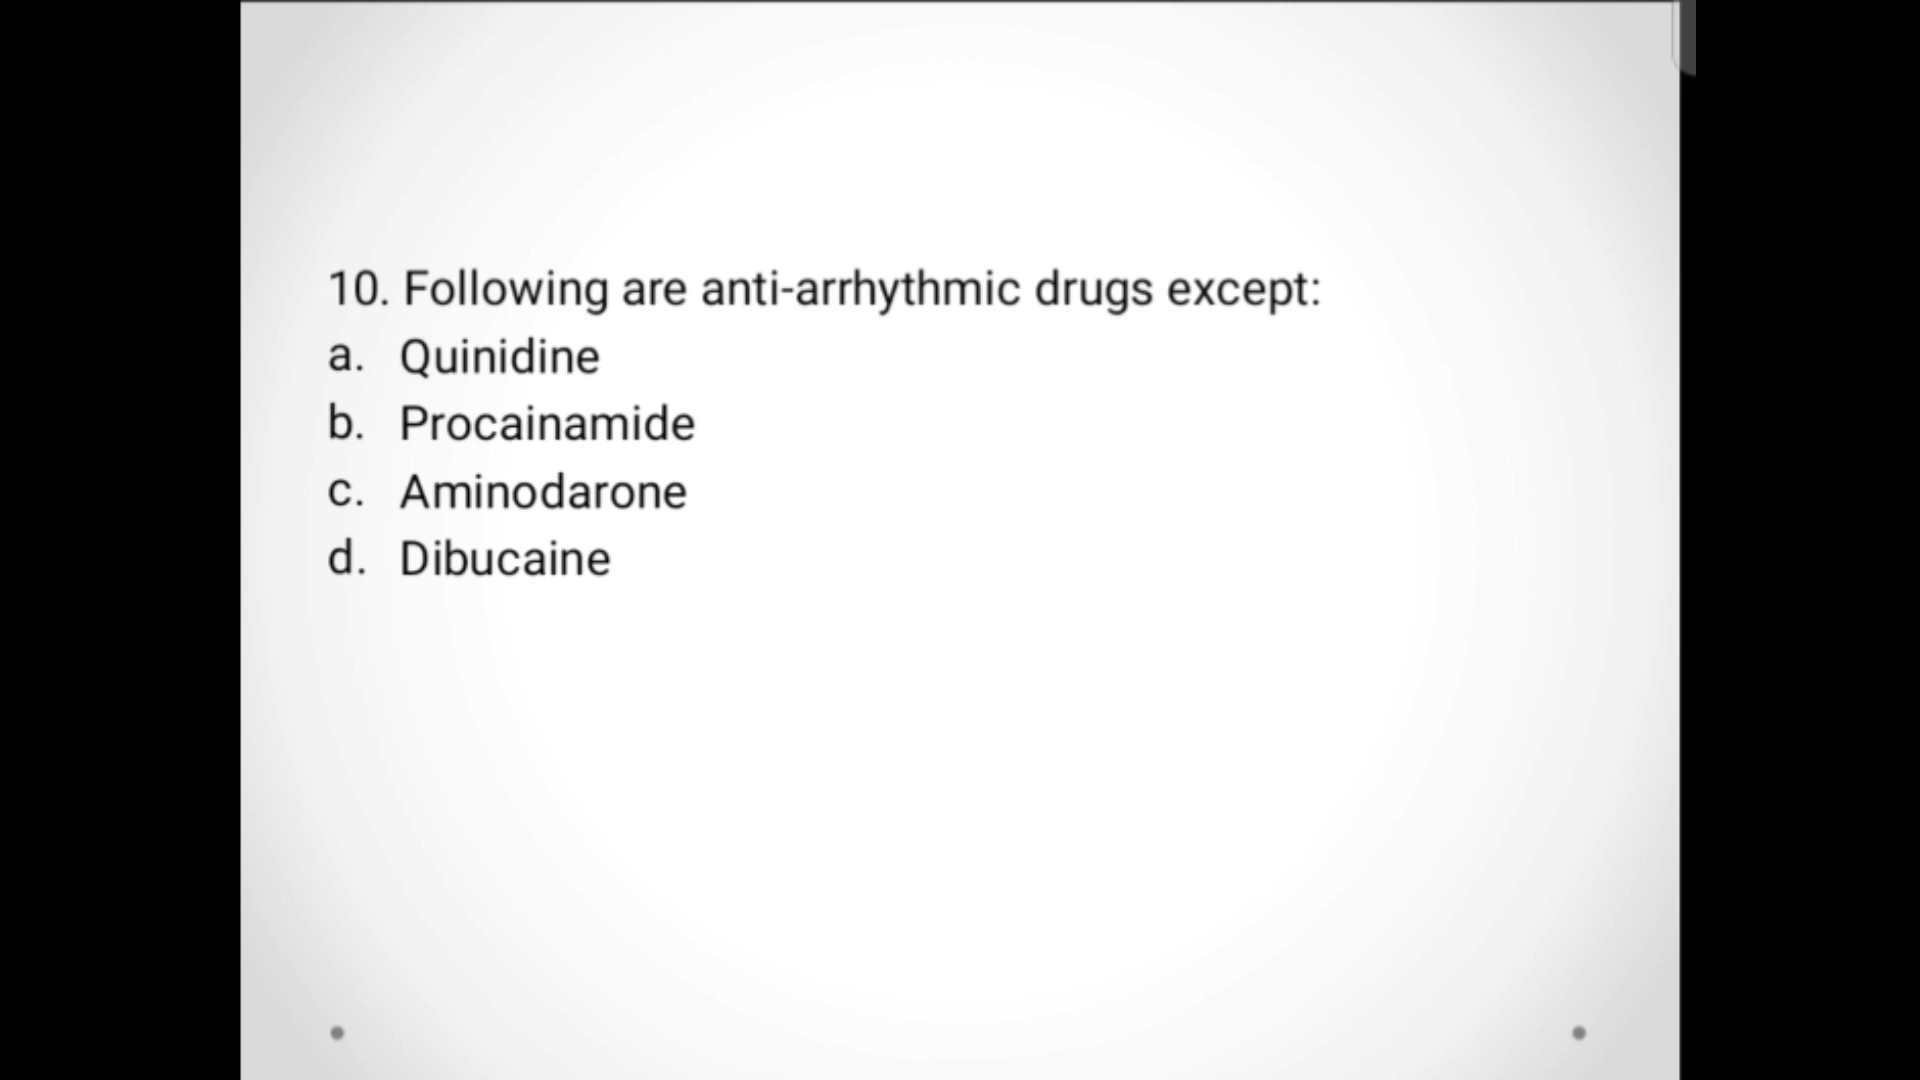 10. Following are anti-arrhythmic drugs except:
a. Quinidine
b. Procainamide
c. Aminodarone
d. Dibucaine